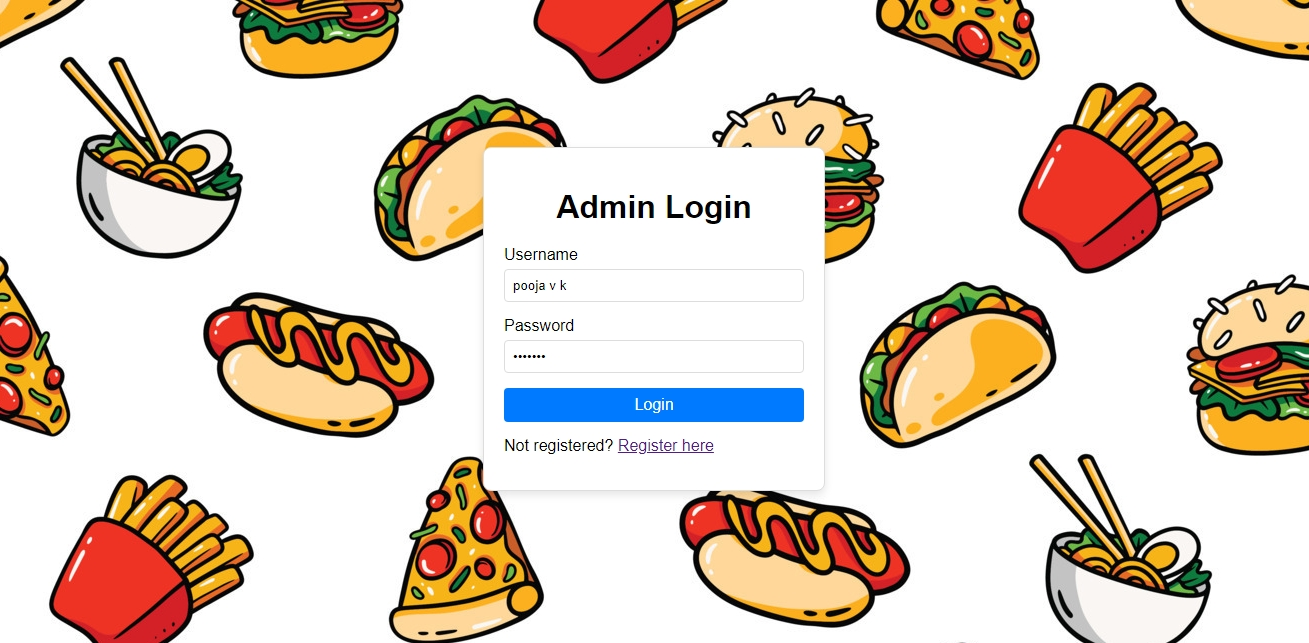 Admin Login
Username
pooja v k
Password
•••••••
Login
Not registered? Register here